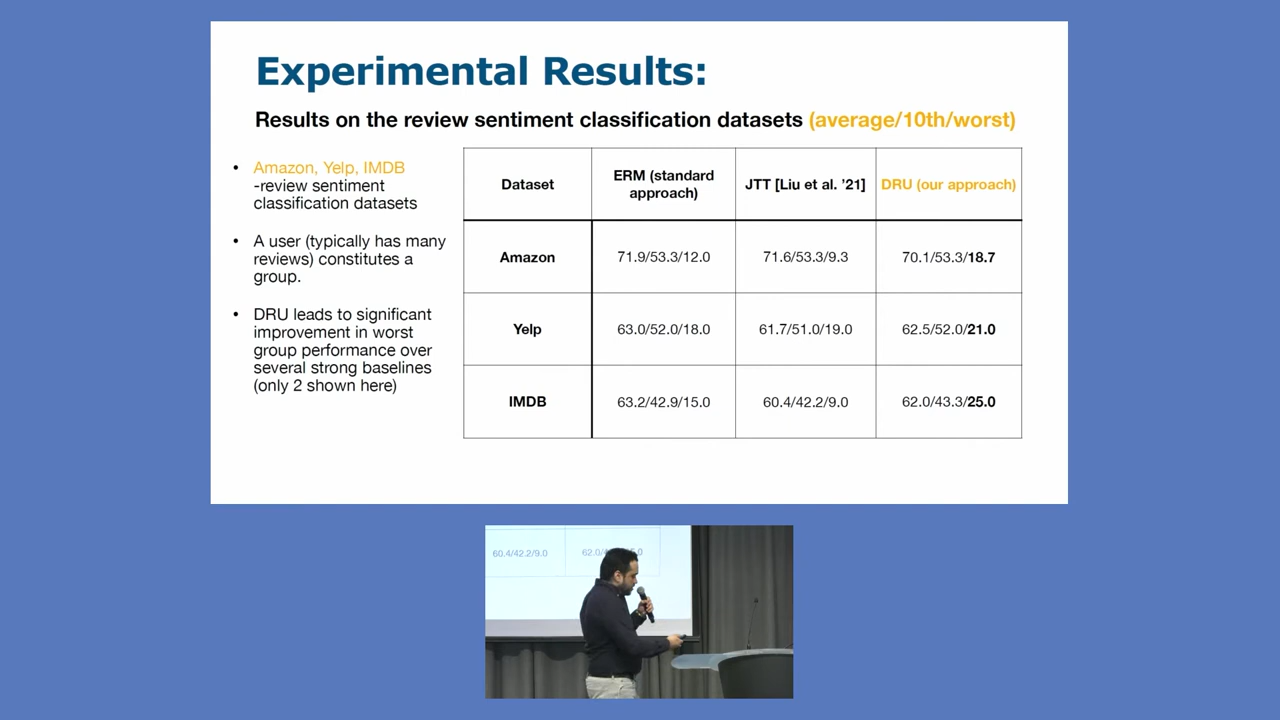 Experimental Results:
Results on the review sentiment classification datasets (average/10th/worst)
• Amazon, Yelp, IMDB
-review sentiment
classification datasets
• A user (typically has many
reviews) constitutes a
group.
• DRU leads to significant
improvement in worst
group performance over
several strong baselines
(only 2 shown here)
Dataset ERM (standard approach) JTT [Liu et al. ’21] DRU (our approach)
Amazon 71.9/53.3/12.0 71.6/53.3/9.3 70.1/53.3/18.7
Yelp 63.0/52.0/18.0 61.7/51.0/19.0 62.5/52.0/21.0
IMDB 63.2/42.9/15.0 60.4/42.2/9.0 62.0/43.3/25.0
60.4/42.2/9.0